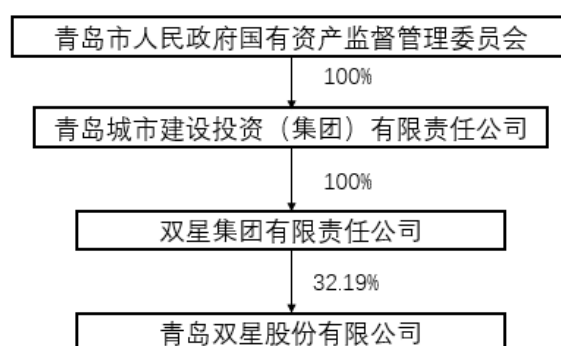 青岛市人民政府国有资产监督管理委员会
100%
青岛城市建设投资（集团）有限责任公司
100%
双星集团有限责任公司
32.19%
青岛双星股份有限公司